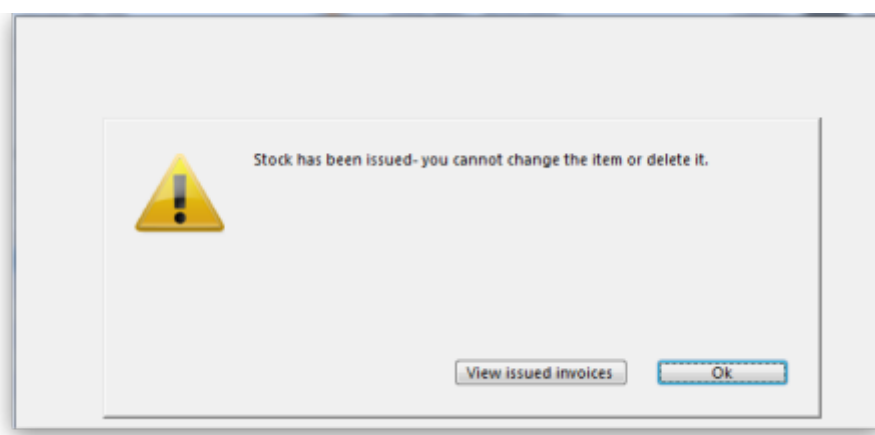 Stock has been issued- you cannot change the item or delete it.
View issued invoices
Ok